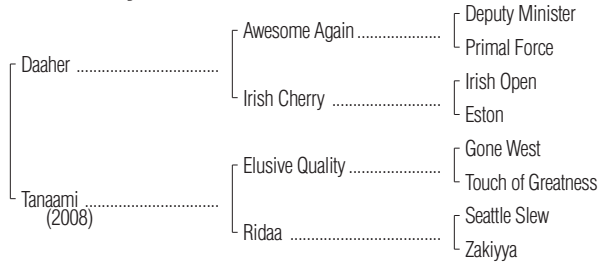 Deputy Minister
Awesome Again ....................
Primal Force
Daaher ..................................
Irish Open
Irish Cherry ..........................
Eston
Gone West
Elusive Quality ......................
Touch of Greatness
Tanaami ................................
(2008)
Seattle Slew
Ridaa ....................................
Zakiyya